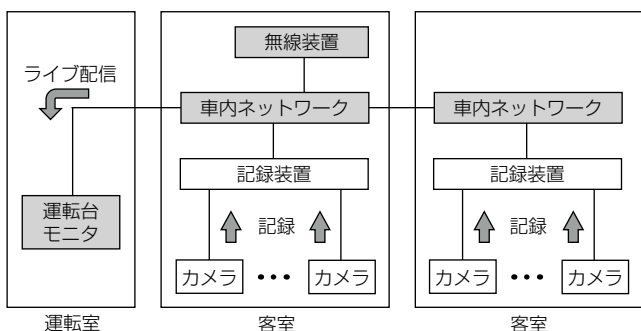 無線装置
ライブ配信
車内ネットワーク
車内ネットワーク
記録装置
記録装置
運転台
モニタ
記録
記録
カメラ
•••
カメラ
カメラ
•••
カメラ
運転室
客室
客室